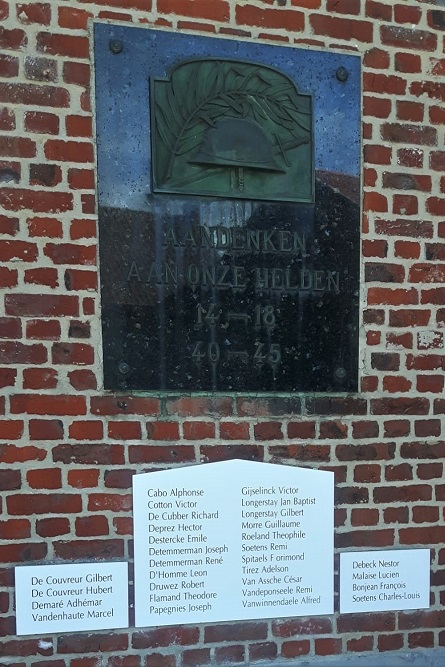 AANDENKEN
AAN ONZE HELDEN
14 - 18
40 - 45
De Couvreur Gilbert
De Couvreur Hubert
Demaré Adhémar
Vandenhaute Marcel
Cabo Alphonse
Cotton Victor
De Cubber Richard
Deprez Hector
Destercke Emile
Detemmerman Joseph
Detemmerman René
D'Homme Leon
Druwez Robert
Flamand Theodore
Papegnies Joseph
Gijselinck Victor
Longerstay Jan Baptist
Longerstay Gilbert
Morre Guillaume
Roeland Théophile
Soetens Remi
Spitaels Florimond
Tirez Adelson
Van Assche César
Vandeponseele Remi
Vanwinnendaele Alfred
Debeck Nestor
Malaise Lucien
Bonjean François
Soetens Charles-Louis